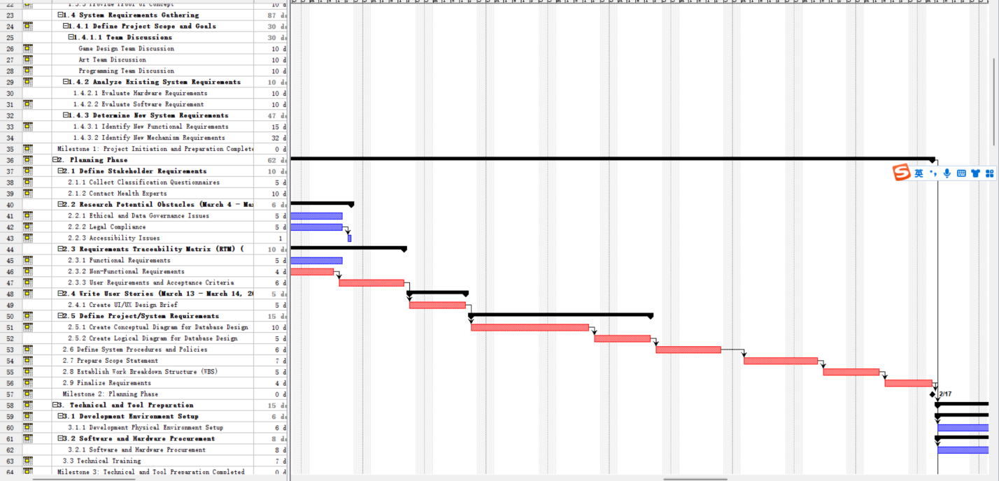 22 1.3.3 Provide Proof of Concept 10 d
23 1.4 System Requirements Gathering 87 d
24 1.4.1 Define Project Scope and Goals 30 d
25 1.4.1.1 Team Discussions 30 d
26 Game Design Team Discussion 10 d
27 Art Team Discussion 10 d
28 Programming Team Discussion 10 d
29 1.4.2 Analyze Existing System Requirements 10 d
30 1.4.2.1 Evaluate Hardware Requirements 10 d
31 1.4.2.2 Evaluate Software Requirement 10 d
32 1.4.3 Determine New System Requirements 47 d
33 1.4.3.1 Identify New Functional Requirements 15 d
34 1.4.3.2 Identify New Mechanism Requirements 32 d
35 Milestone 1: Project Initiation and Preparation Complete 0 d
36 2. Planning Phase 62 d
37 2.1 Define Stakeholder Requirements 10 d
38 2.1.1 Collect Classification Questionnaires 5 d
英
39 2.1.2 Contact Health Experts 10 d
40 2.2 Research Potential Obstacles (March 4 - Ma 6 d
41 2.2.1 Ethical and Data Governance Issues 5 d
42 2.2.2 Legal Compliance 5 d
43 2.2.3 Accessibility Issues 1
44 2.3 Requirements Traceability Matrix (RTM) ( 10 d
45 2.3.1 Functional Requirements 5 d
46 2.3.2 Non-Functional Requirements 4 d
47 2.3.3 User Requirements and Acceptance Criteria 6 d
48 2.4 Write User Stories (March 13 - March 14, 20 5 d
49 2.4.1 Create UI/UX Design Brief 5 d
50 2.5 Define Project/System Requirements 15 d
51 2.5.1 Create Conceptual Diagram for Database Design 10 d
52 2.5.2 Create Logical Diagram for Database Design 5 d
53 2.6 Define System Procedures and Policies 6 d
54 2.7 Prepare Scope Statement 7 d
55 2.8 Establish Work Breakdown Structure (WBS) 5 d
56 2.9 Finalize Requirements 4 d
57 Milestone 2: Planning Phase 0 d 2/17
58 3. Technical and Tool Preparation 15 d
59 3.1 Development Environment Setup 6 d
60 3.1.1 Development Physical Environment Setup 6 d
61 3.2 Software and Hardware Procurement 8 d
62 3.2.1 Software and Hardware Procurement 8 d
63 3.3 Technical Training 7 d
64 Milestone 3: Technical and Tool Preparation Completed 0 d